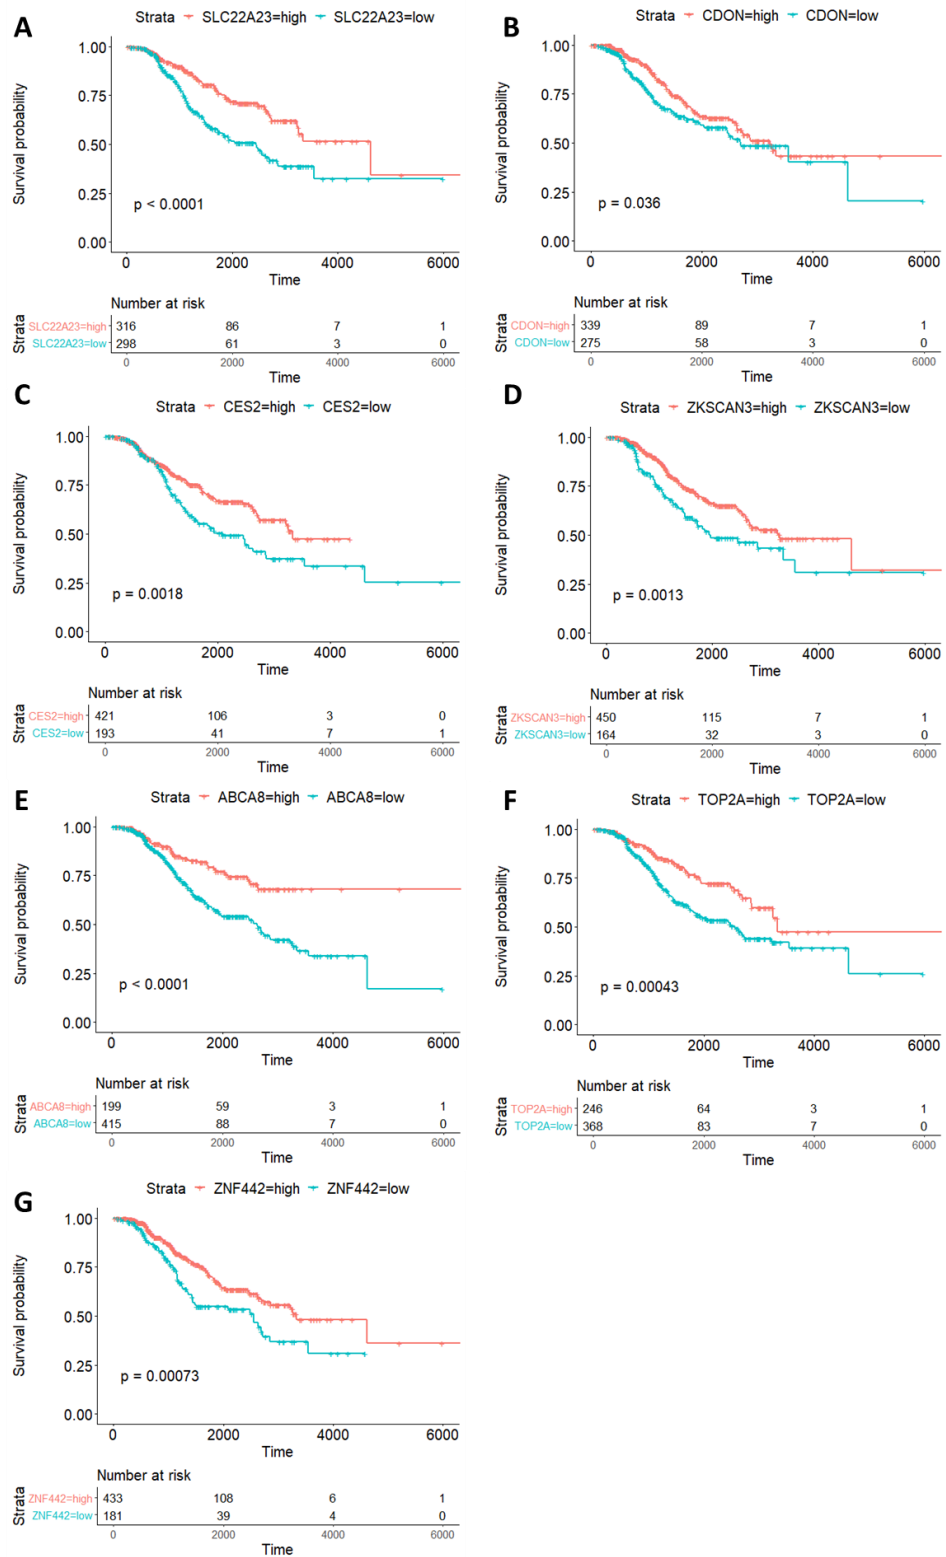 A
Strata SLC22A23=high SLC22A23=low
Survival probability
1.00
0.75
0.50
0.25
0.00
p < 0.0001
0 2000 4000 6000
Time
Number at risk
Strata
SLC22A23=high 316 86 7 1
SLC22A23=low 298 61 3 0
0 2000 4000 6000
Time
B
Strata CDON=high CDON=low
Survival probability
1.00
0.75
0.50
0.25
0.00
p = 0.036
0 2000 4000 6000
Time
Number at risk
Strata
CDON=high 339 89 7 1
CDON=low 275 58 3 0
0 2000 4000 6000
Time
C
Strata CES2=high CES2=low
Survival probability
1.00
0.75
0.50
0.25
0.00
p = 0.0018
0 2000 4000 6000
Time
Number at risk
Strata
CES2=high 421 106 3 0
CES2=low 193 41 7 1
0 2000 4000 6000
Time
D
Strata ZKSCAN3=high ZKSCAN3=low
Survival probability
1.00
0.75
0.50
0.25
0.00
p = 0.0013
0 2000 4000 6000
Time
Number at risk
Strata
ZKSCAN3=high 450 115 7 1
ZKSCAN3=low 164 32 3 0
0 2000 4000 6000
Time
E
Strata ABCA8=high ABCA8=low
Survival probability
1.00
0.75
0.50
0.25
0.00
p < 0.0001
0 2000 4000 6000
Time
Number at risk
Strata
ABCA8=high 199 59 3 1
ABCA8=low 415 88 7 0
0 2000 4000 6000
Time
F
Strata TOP2A=high TOP2A=low
Survival probability
1.00
0.75
0.50
0.25
0.00
p = 0.00043
0 2000 4000 6000
Time
Number at risk
Strata
TOP2A=high 246 64 3 1
TOP2A=low 368 83 7 0
0 2000 4000 6000
Time
G
Strata ZNF442=high ZNF442=low
Survival probability
1.00
0.75
0.50
0.25
0.00
p = 0.00073
0 2000 4000 6000
Time
Number at risk
Strata
ZNF442=high 433 108 6 1
ZNF442=low 181 39 4 0
0 2000 4000 6000
Time